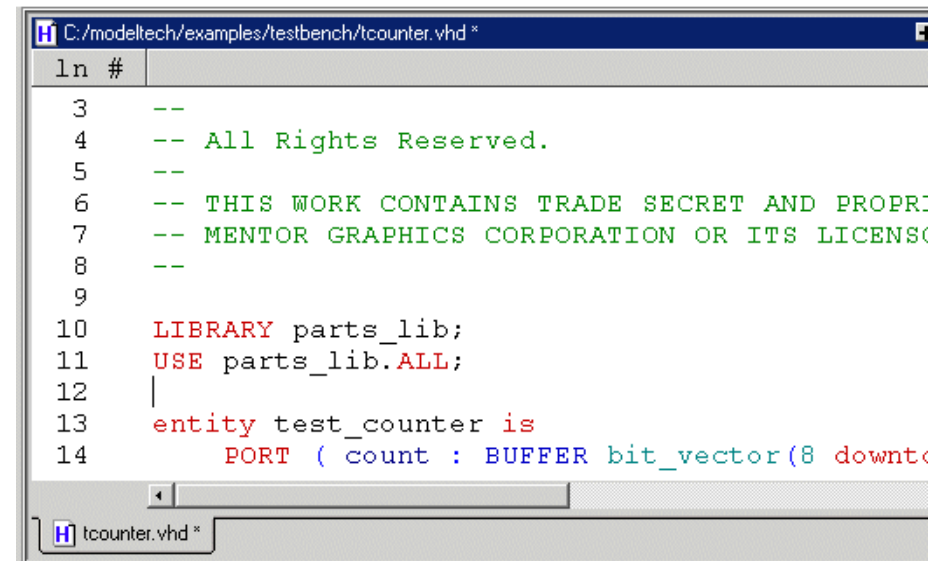 C:/modeltech/examples/testbench/tcounter.vhd *
ln #
3 --
4 -- All Rights Reserved.
5 --
6 -- THIS WORK CONTAINS TRADE SECRET AND PROPRI
7 -- MENTOR GRAPHICS CORPORATION OR ITS LICENSO
8 --
9
10 LIBRARY parts_lib;
11 USE parts_lib.ALL;
12
13 entity test_counter is
14 PORT ( count : BUFFER bit_vector(8 downto
tcounter.vhd *